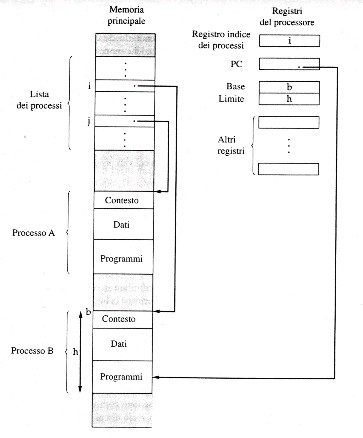 Memoria
principale
Registri
del processore
Registro indice
dei processi
i
PC
Base
b
Limite
h
Altri
registri
Lista
dei processi
i
j
Processo A
Contesto
Dati
Programmi
Processo B
b
h
Contesto
Dati
Programmi